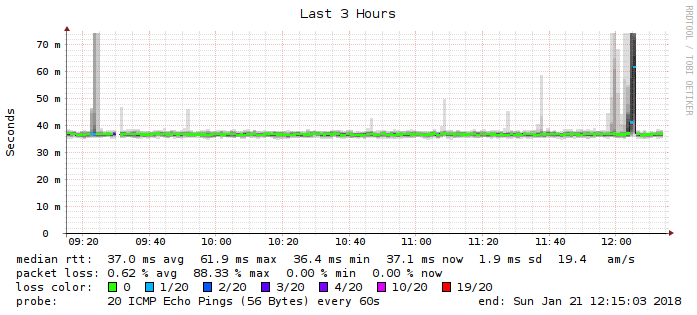 Last 3 Hours
RRDTOOL / TOBI OETIKER
Seconds
70 m
60 m
50 m
40 m
30 m
20 m
10 m
0
09:20 09:40 10:00 10:20 10:40 11:00 11:20 11:40 12:00
median rtt: 37.0 ms avg 61.9 ms max 36.4 ms min 37.1 ms now 1.9 ms sd 19.4 am/s
packet loss: 0.62 % avg 88.33 % max 0.00 % min 0.00 % now
loss color: 0 1/20 2/20 3/20 4/20 10/20 19/20
probe: 20 ICMP Echo Pings (56 Bytes) every 60s end: Sun Jan 21 12:15:03 2018